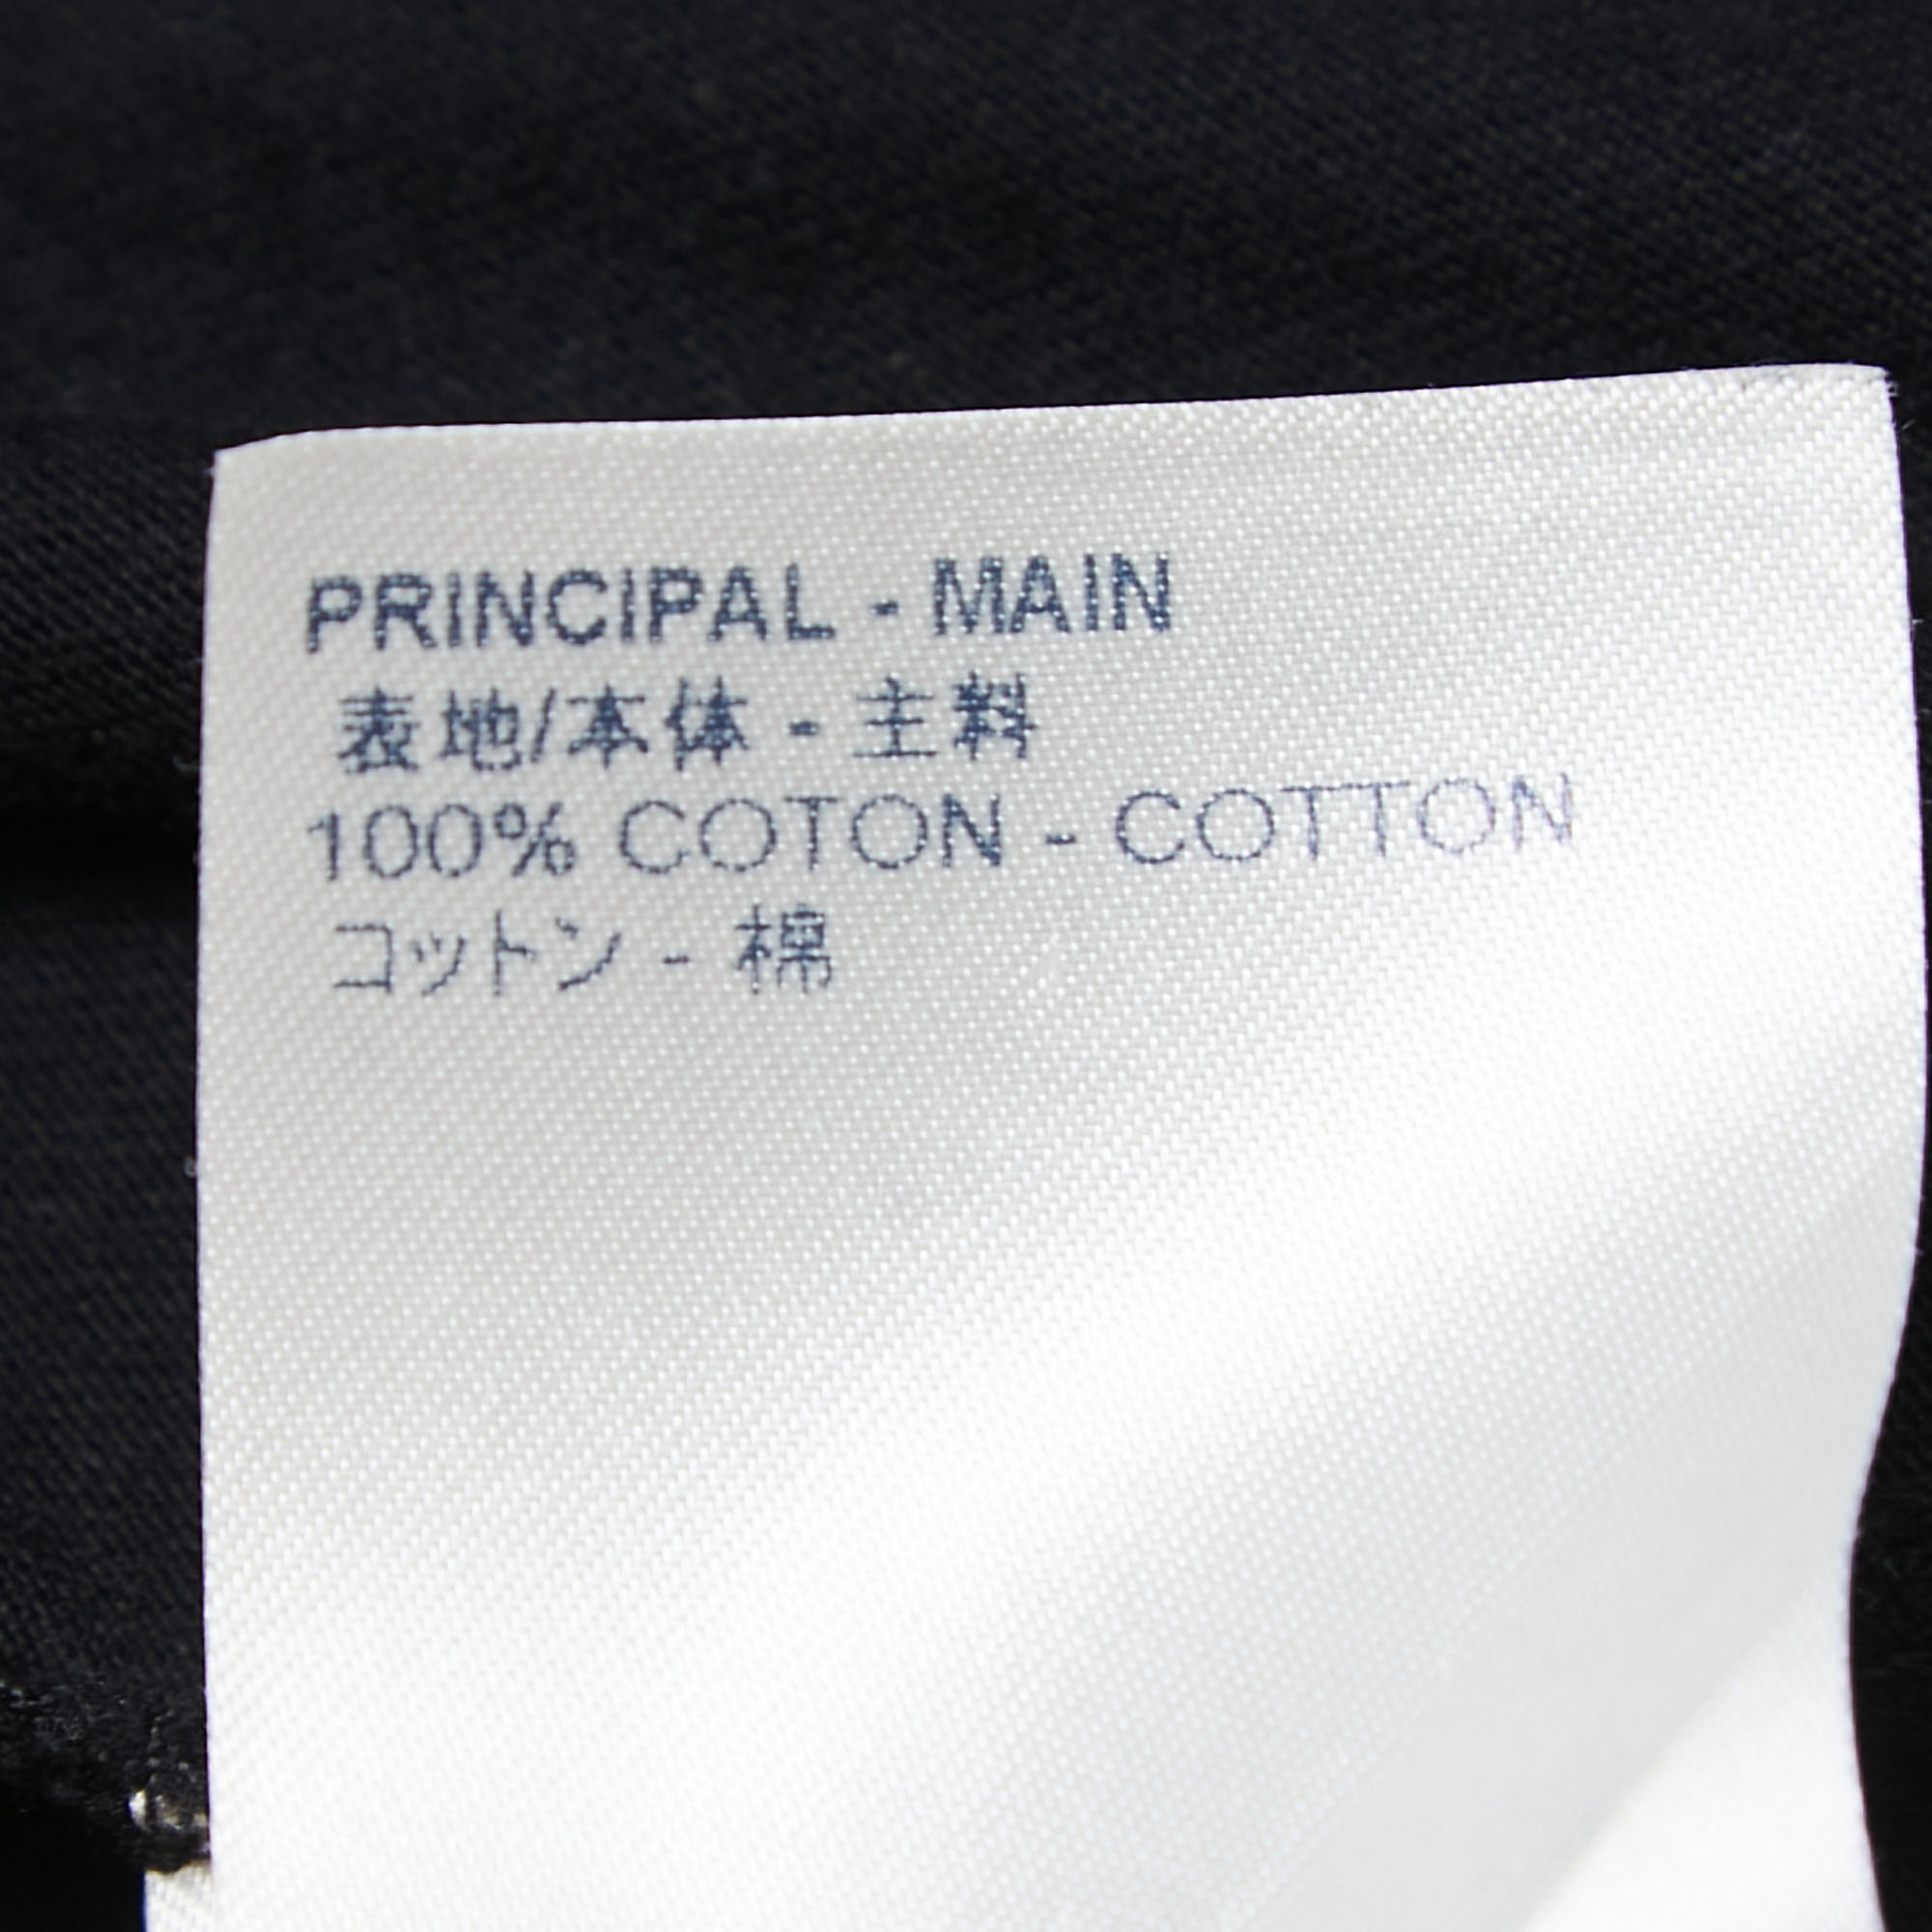 PRINCIPAL - MAIN
表地/本体 - 主料
100% COTON - COTTON
コットン - 棉